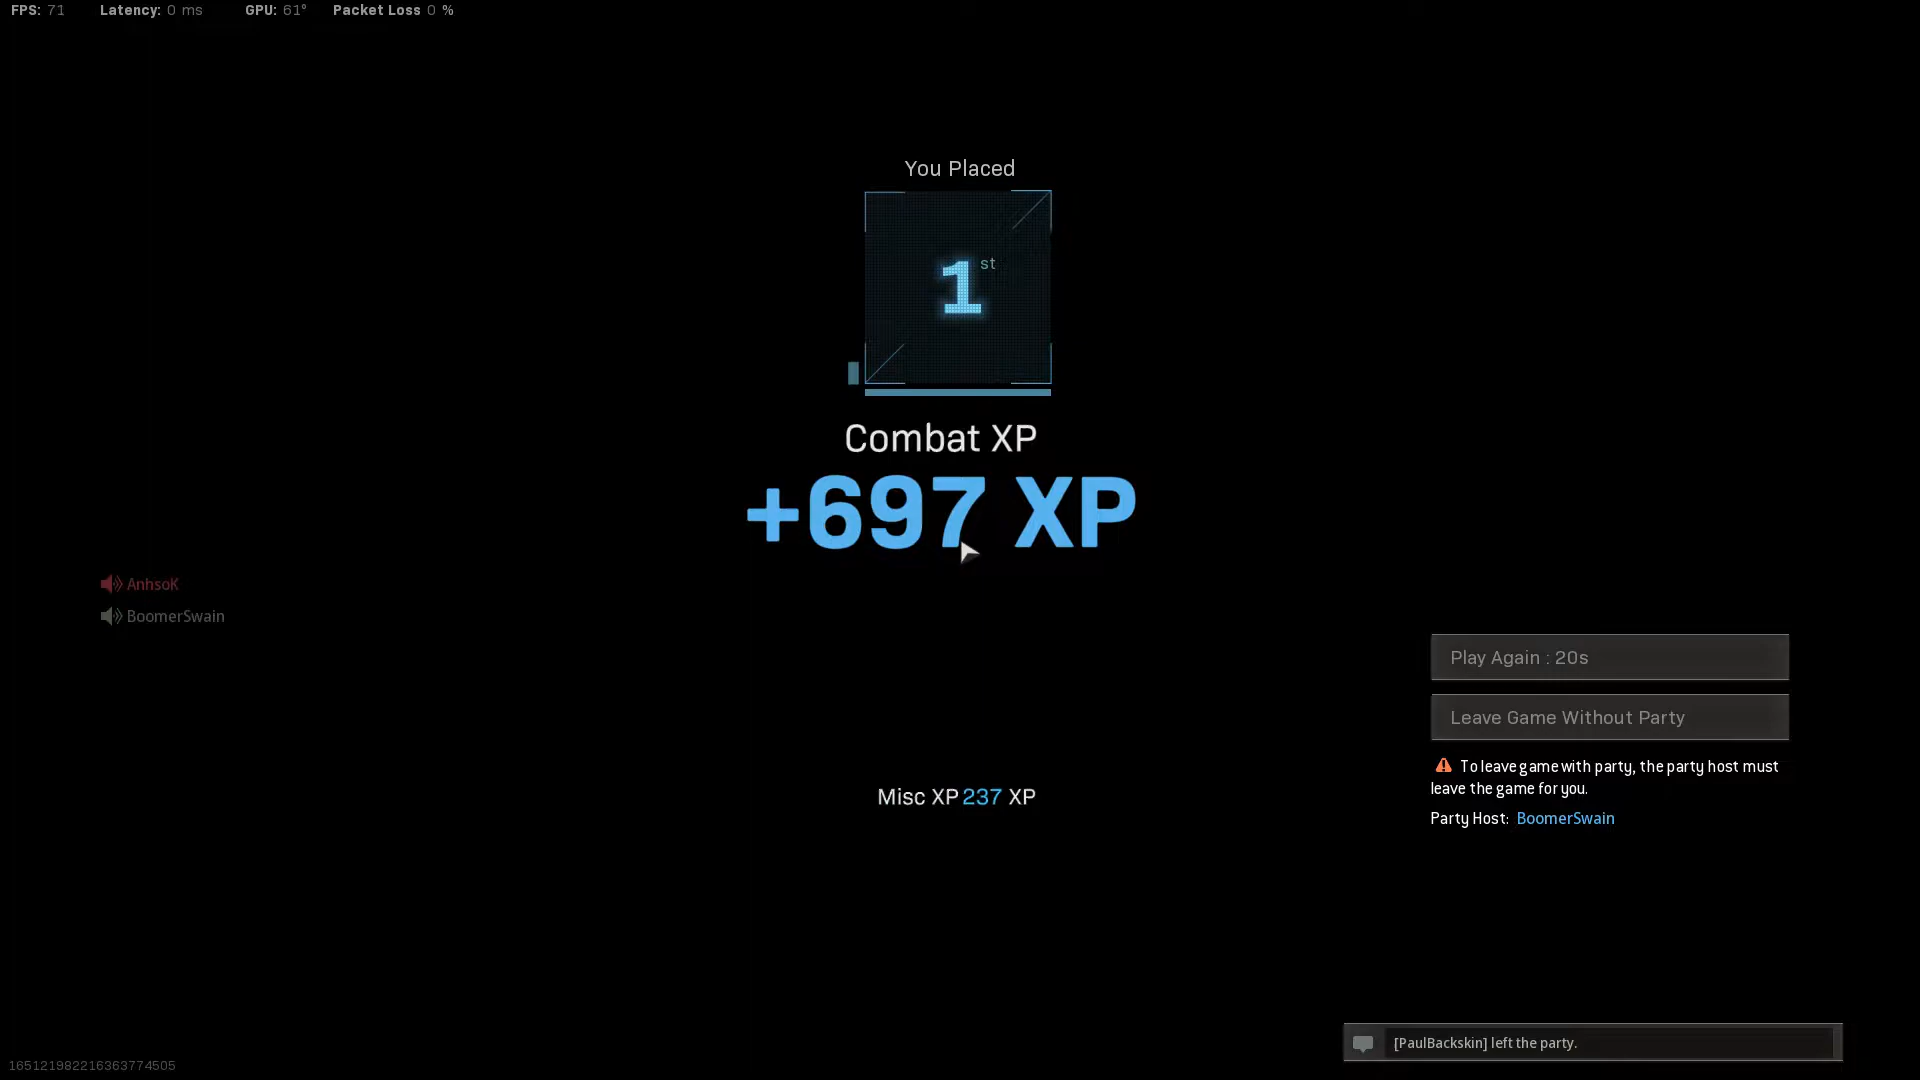 FPS: 71 Latency: 0 ms GPU: 61° Packet Loss 0 %
You Placed
1st
Combat XP
+697 XP
AnhsoK
BoomerSwain
Play Again : 20s
Leave Game Without Party
To leave game with party, the party host must
leave the game for you.
Misc XP 237 XP
Party Host: BoomerSwain
[PaulBackskin] left the party.
165121982216363774505